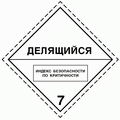 ДЕЛЯЩИЙСЯ
ИНДЕКС БЕЗОПАСНОСТИ
ПО КРИТИЧНОСТИ
7